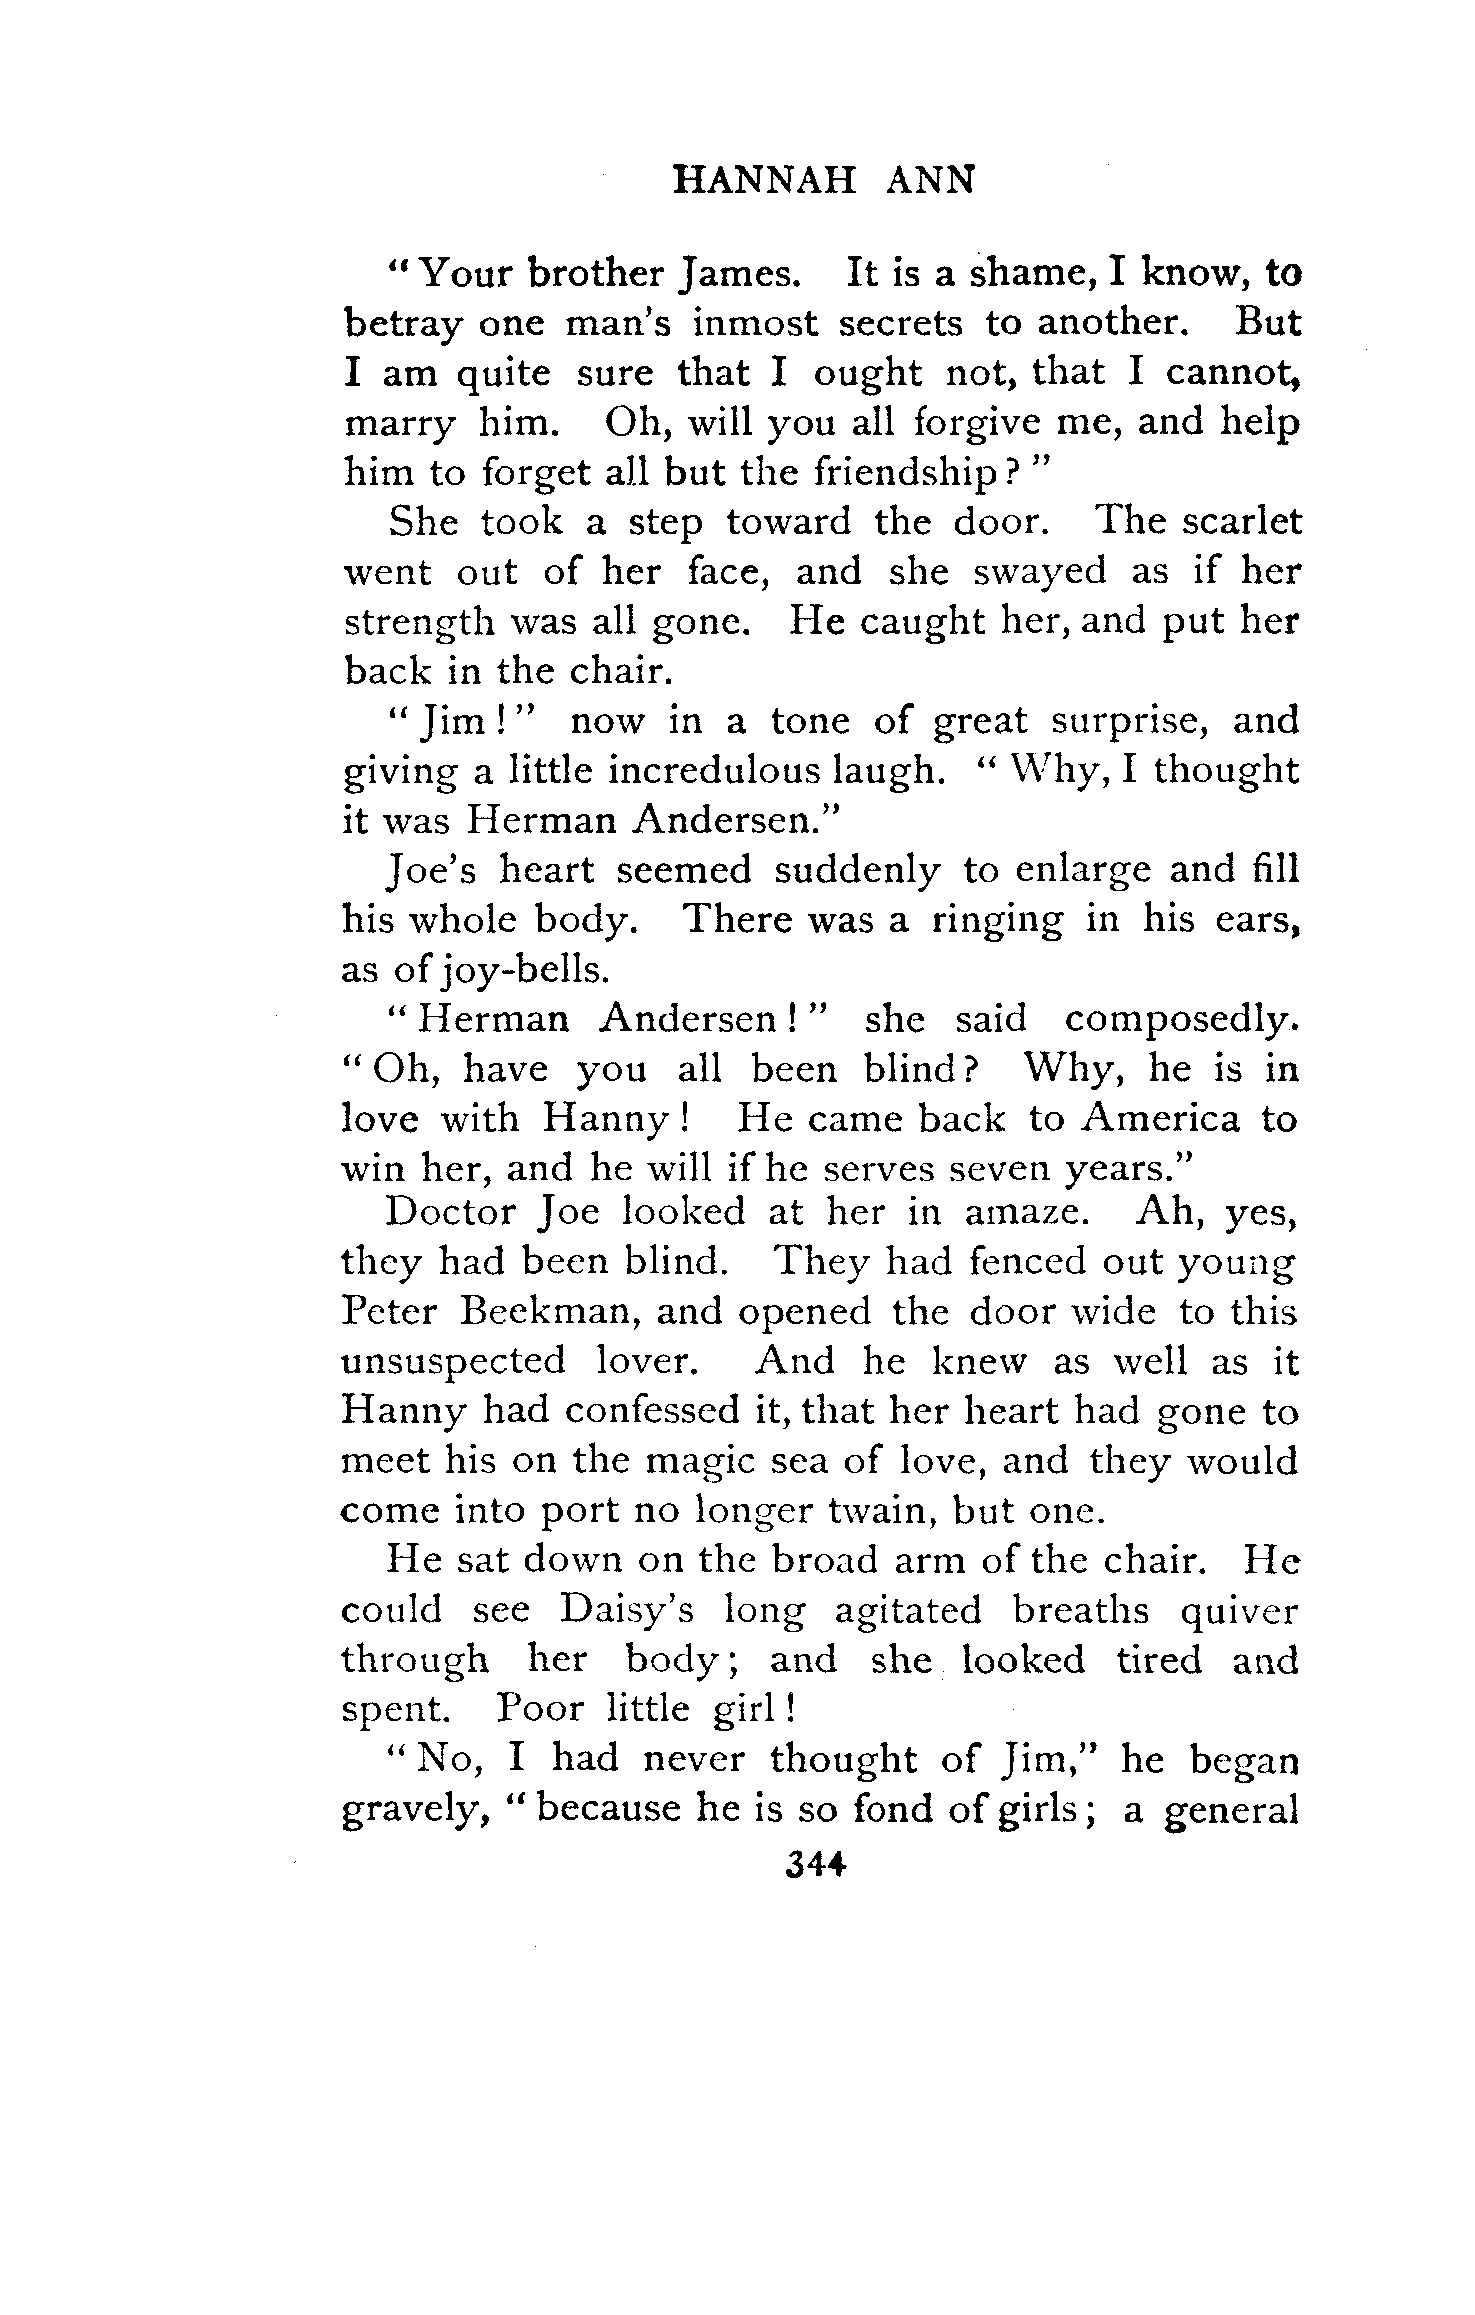 HANNAH ANN
“ Your brother James. It is a shame, I know, to
betray one man’s inmost secrets to another. But
I am quite sure that I ought not, that I cannot,
marry him. Oh, will you all forgive me, and help
him to forget all but the friendship ? ”
She took a step toward the door. The scarlet
went out of her face, and she swayed as if her
strength was all gone. He caught her, and put her
back in the chair.
“ Jim ! ” now in a tone of great surprise, and
giving a little incredulous laugh. “ Why, I thought
it was Herman Andersen.”
Joe’s heart seemed suddenly to enlarge and fill
his whole body. There was a ringing in his ears,
as of joy-bells.
“ Herman Andersen ! ” she said composedly.
“ Oh, have you all been blind ? Why, he is in
love with Hanny ! He came back to America to
win her, and he will if he serves seven years.”
Doctor Joe looked at her in amaze. Ah, yes,
they had been blind. They had fenced out young
Peter Beekman, and opened the door wide to this
unsuspected lover. And he knew as well as it
Hanny had confessed it, that her heart had gone to
meet his on the magic sea of love, and they would
come into port no longer twain, but one.
He sat down on the broad arm of the chair. He
could see Daisy’s long agitated breaths quiver
through her body ; and she looked tired and
spent. Poor little girl !
“ No, I had never thought of Jim,” he began
gravely, “ because he is so fond of girls ; a general
344